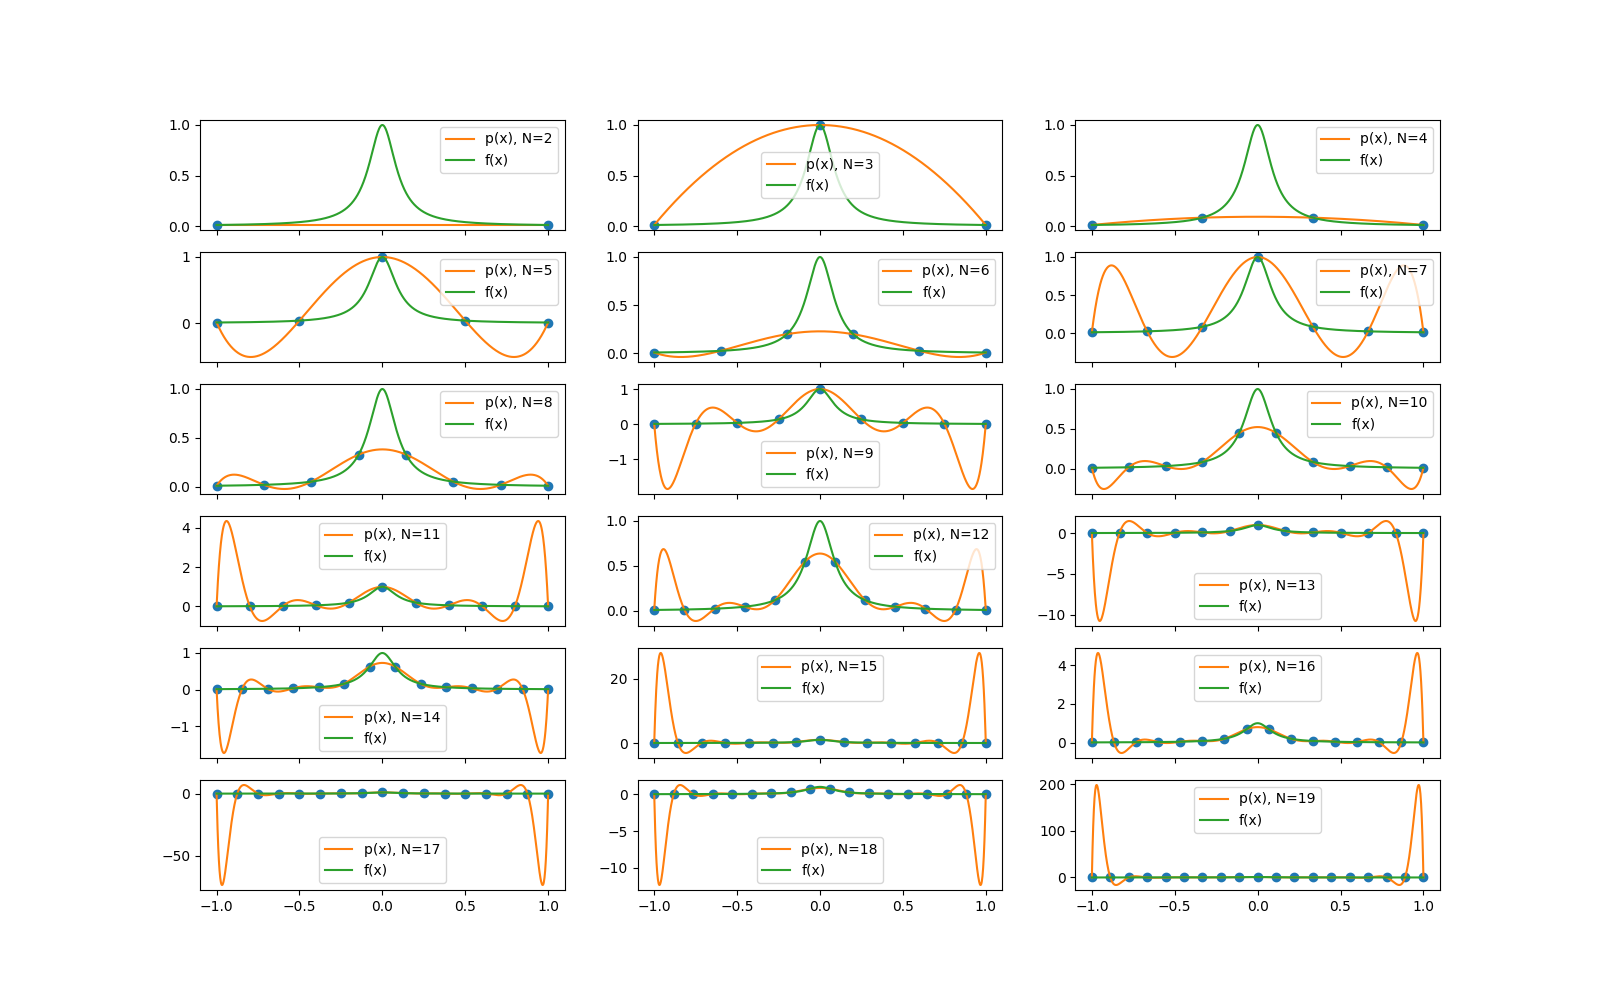 1.0
0.5
0.0
p(x), N=2
f(x)
1.0
0.5
0.0
p(x), N=3
f(x)
1.0
0.5
0.0
p(x), N=4
f(x)
1
0
p(x), N=5
f(x)
1.0
0.5
0.0
p(x), N=6
f(x)
1.0
0.5
0.0
p(x), N=7
f(x)
1.0
0.5
0.0
p(x), N=8
f(x)
1
0
−1
p(x), N=9
f(x)
1.0
0.5
0.0
p(x), N=10
f(x)
4
2
0
p(x), N=11
f(x)
1.0
0.5
0.0
p(x), N=12
f(x)
0
−5
−10
p(x), N=13
f(x)
1
0
−1
p(x), N=14
f(x)
20
0
p(x), N=15
f(x)
4
2
0
p(x), N=16
f(x)
0
−50
p(x), N=17
f(x)
−1.0 −0.5 0.0 0.5 1.0
0
−5
−10
p(x), N=18
f(x)
−1.0 −0.5 0.0 0.5 1.0
200
100
0
p(x), N=19
f(x)
−1.0 −0.5 0.0 0.5 1.0